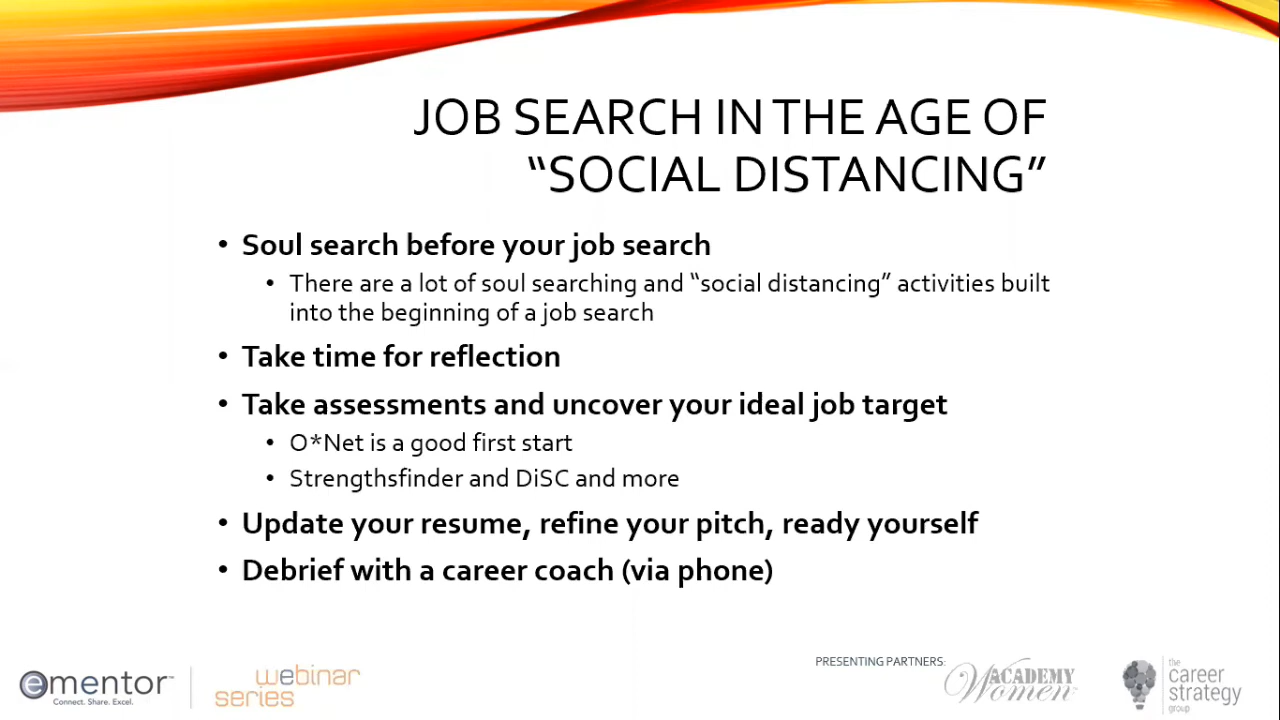 JOB SEARCH IN THE AGE OF
“SOCIAL DISTANCING”
• Soul search before your job search
• There are a lot of soul searching and “social distancing” activities built
into the beginning of a job search
• Take time for reflection
• Take assessments and uncover your ideal job target
• O*Net is a good first start
• Strengthsfinder and DiSC and more
• Update your resume, refine your pitch, ready yourself
• Debrief with a career coach (via phone)
ementor™
Connect. Share. Excel.
webinar
series
PRESENTING PARTNERS:
ACADEMY
Women
the
career
strategy
group